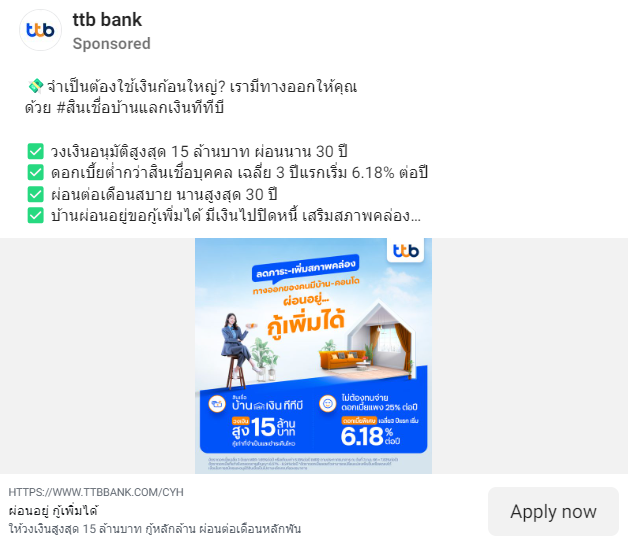 ttb bank
Sponsored
💸 จำเป็นต้องใช้เงินก้อนใหญ่? เรามีทางออกให้คุณ
ด้วย #สินเชื่อบ้านแลกเงินทีทีบี
✅ วงเงินอนุมัติสูงสุด 15 ล้านบาท ผ่อนนาน 30 ปี
✅ ดอกเบี้ยต่ำกว่าสินเชื่อบุคคล เฉลี่ย 3 ปีแรกเริ่ม 6.18% ต่อปี
✅ ผ่อนต่อเดือนสบาย นานสูงสุด 30 ปี
✅ บ้านผ่อนอยู่ขอกู้เพิ่มได้ มีเงินไปปิดหนี้ เสริมสภาพคล่อง...
ttb
ลดภาระ-เพิ่มสภาพคล่อง
ทางออกของคนมีบ้าน-คอนโด
ผ่อนอยู่...
กู้เพิ่มได้
สินเชื่อ
บ้านแลกเงิน ทีทีบี
วงเงิน
สูง 15 ล้านบาท
ไม่ต้องทนจ่าย
ดอกเบี้ยแพง 25% ต่อปี
ดอกเบี้ยพิเศษ เฉลี่ย3 ปีแรก เริ่ม
6.18% ต่อปี
HTTPS://WWW.TTBBANK.COM/CYH
ผ่อนอยู่ กู้เพิ่มได้
ให้วงเงินสูงสุด 15 ล้านบาท กู้หลักล้าน ผ่อนต่อเดือนหลักพัน
Apply now